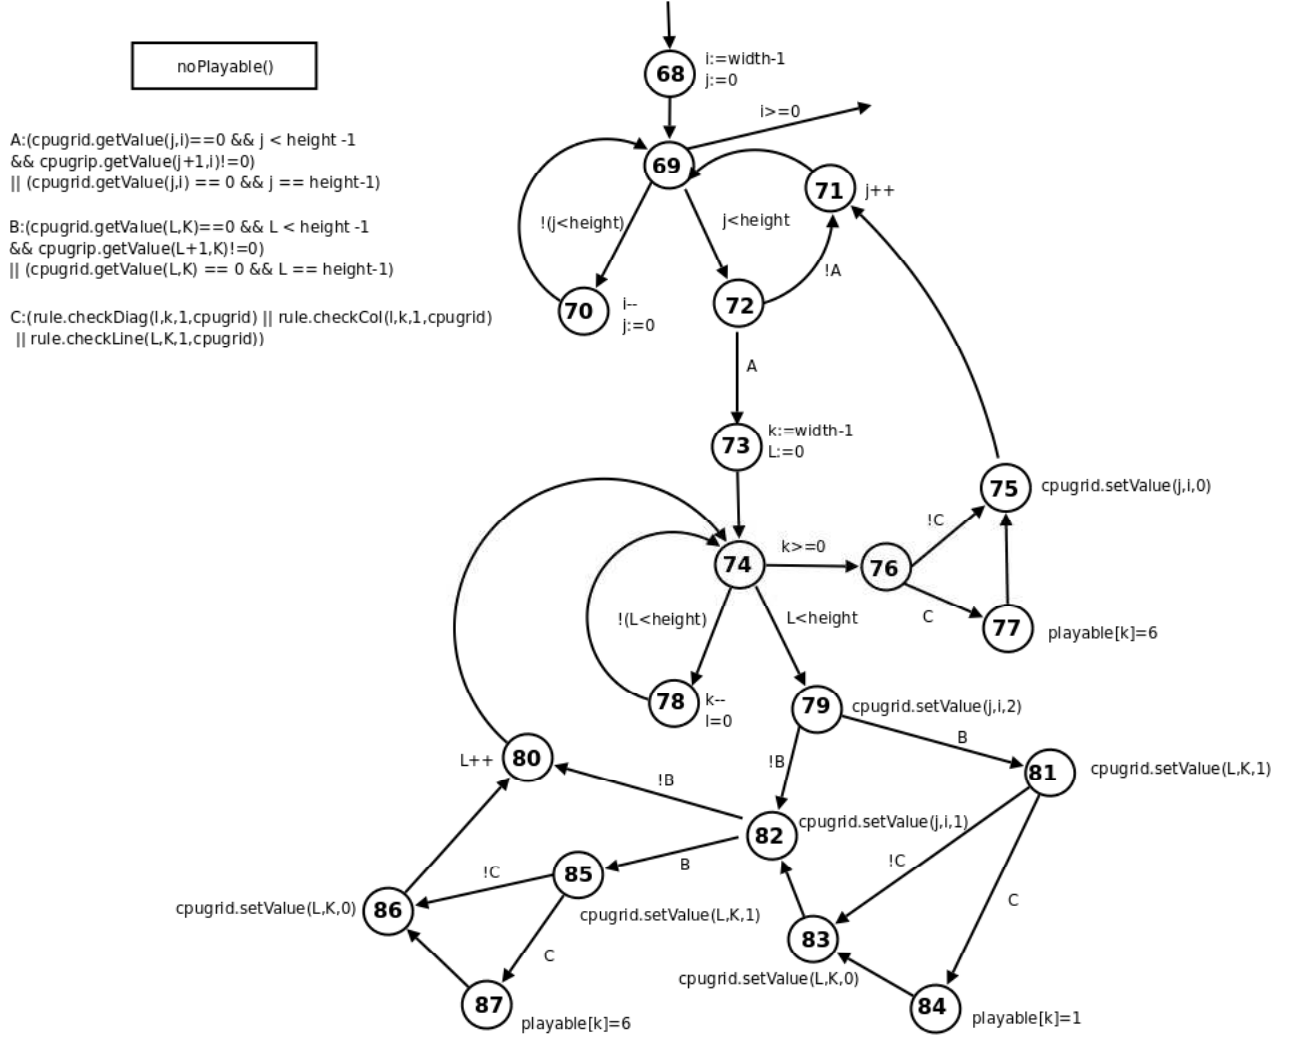 noPlayable()
A:(cpugrid.getValue(j,i)==0 && j < height -1
&& cpugrip.getValue(j+1,i)!=0)
|| (cpugrid.getValue(j,i) == 0 && j == height-1)
B:(cpugrid.getValue(L,K)==0 && L < height -1
&& cpugrip.getValue(L+1,K)!=0)
|| (cpugrid.getValue(L,K) == 0 && L == height-1)
C:(rule.checkDiag(l,k,1,cpugrid) || rule.checkCol(l,k,1,cpugrid)
|| rule.checkLine(L,K,1,cpugrid))
68
i:=width-1
j:=0
i>=0
69
71
j++
!(j<height)
j<height
!A
70
i--
j:=0
72
A
73
k:=width-1
L:=0
75
cpugrid.setValue(j,i,0)
!C
74
k>=0
76
C
77
playable[k]=6
!(L<height)
L<height
78
k--
l=0
79
cpugrid.setValue(j,i,2)
B
!B
L++
80
!B
81
cpugrid.setValue(L,K,1)
82
cpugrid.setValue(j,i,1)
B
!C
85
cpugrid.setValue(L,K,1)
!C
C
86
cpugrid.setValue(L,K,0)
C
83
cpugrid.setValue(L,K,0)
87
playable[k]=6
84
playable[k]=1